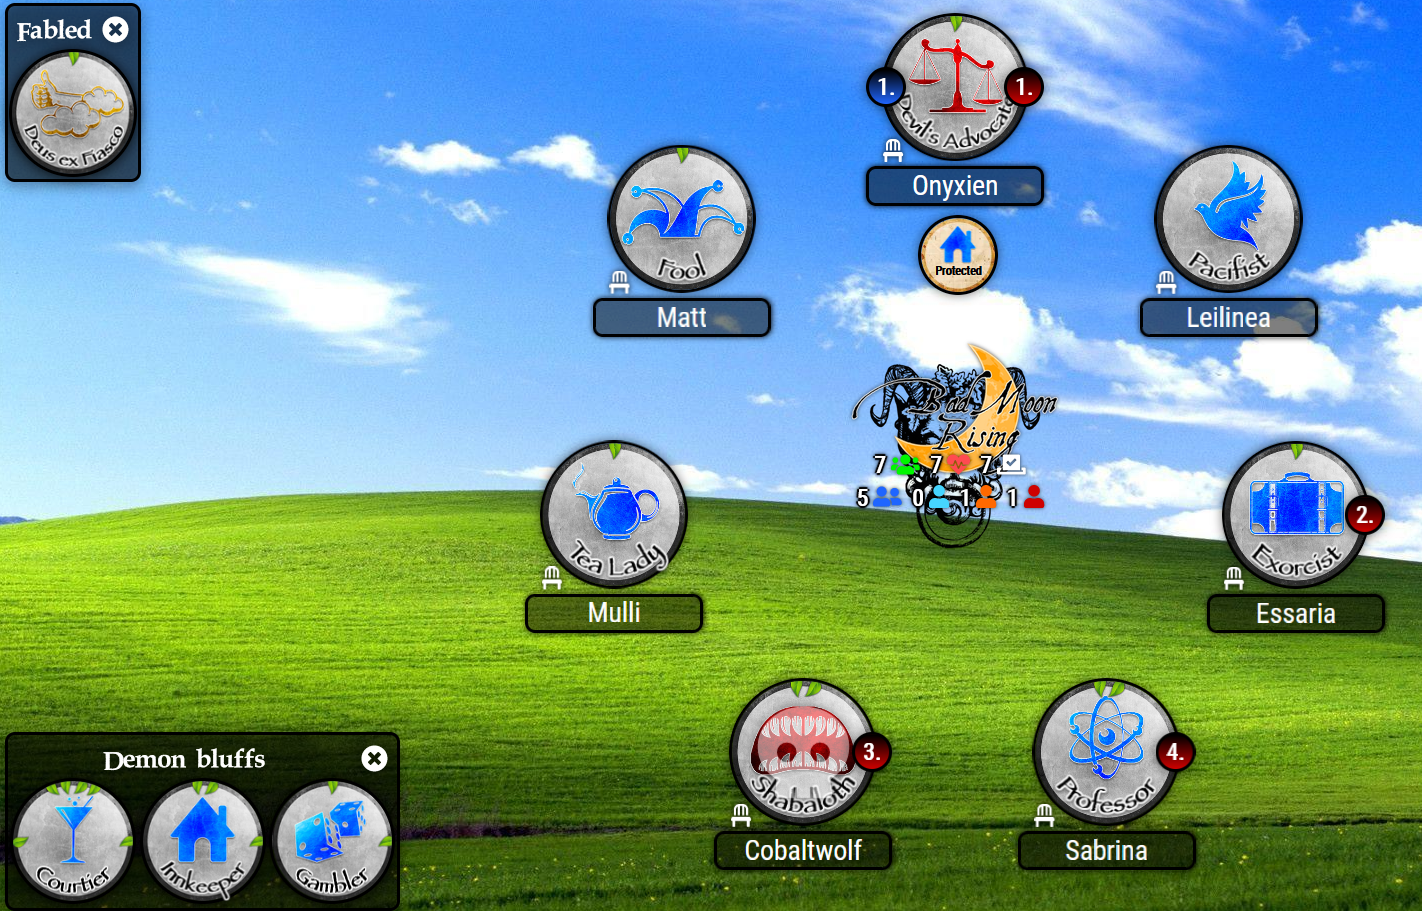 Fabled
Deus ex Fiasco
1.
1.
Devil's Advocate
Onyxien
Protected
Fool
Matt
Pacifist
Leilinea
Bad Moon
Rising
7 7 7
5 0 1 1
Tea Lady
Mulli
2.
Exorcist
Essaria
3.
Shabaloth
Cobaltwolf
4.
Professor
Sabrina
Demon bluffs
Courtier
Innkeeper
Gambler